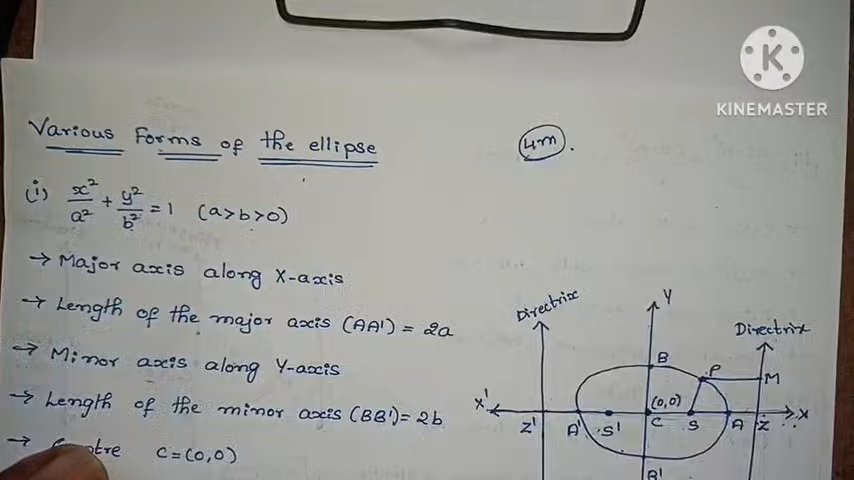 KINEMASTER
Various Forms of the ellipse
4m.
(i) x²/a² + y²/b² = 1 (a>b>0)
→ Major axis along X-axis
→ Length of the major axis (AA') = 2a
→ Minor axis along Y-axis
→ Length of the minor axis (BB') = 2b
→ Centre C=(0,0)
Directrix
Y
Directrix
B
P
M
X'
(0,0)
X
Z'
A'
S'
C
S
A
Z
B'